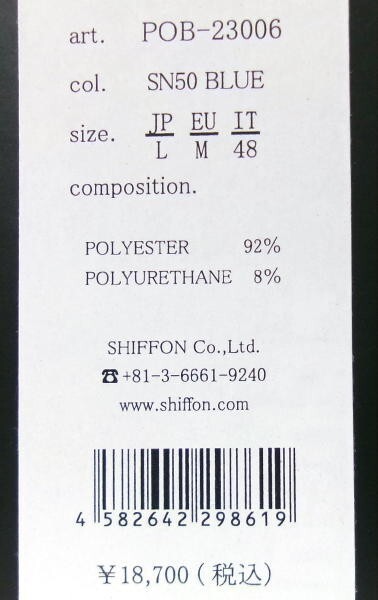 art. POB-23006
col. SN50 BLUE
size. JP EU IT
L M 48
composition.
POLYESTER 92%
POLYURETHANE 8%
SHIFFON Co.,Ltd.
☎+81-3-6661-9240
www.shiffon.com
4 582642 298619
¥18,700(税込)